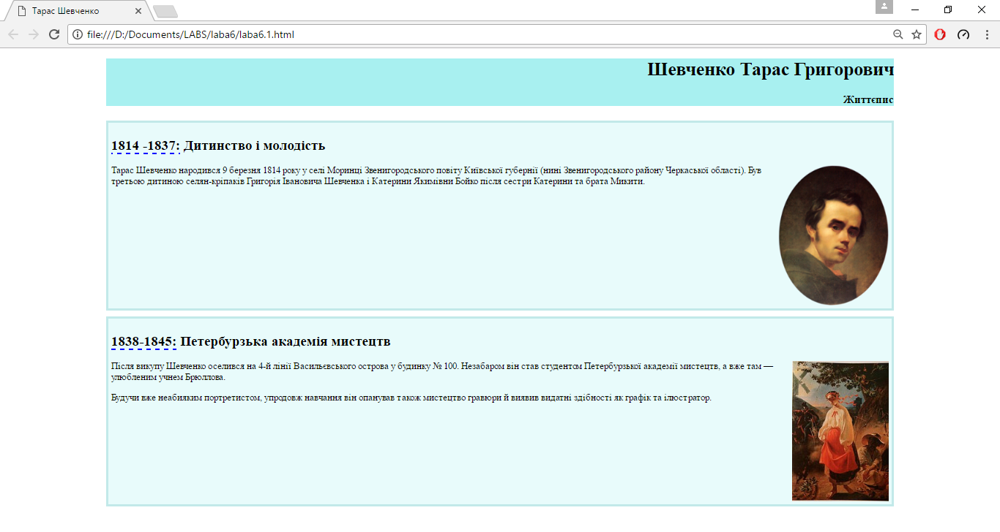 Тарас Шевченко
file:///D:/Documents/LABS/laba6/laba6.1.html
Шевченко Тарас Григорович
Життєпис
1814 -1837: Дитинство і молодість
Тарас Шевченко народився 9 березня 1814 року у селі Моринці Звенигородського повіту Київської губернії (нині Звенигородського району Черкаської області). Був
третьою дитиною селян-кріпаків Григорія Івановича Шевченка і Катерини Якимівни Бойко після сестри Катерини та брата Микити.
1838-1845: Петербурзька академія мистецтв
Після викупу Шевченко оселився на 4-й лінії Васильєвського острова у будинку № 100. Незабаром він став студентом Петербурзької академії мистецтв, а вже там —
улюбленим учнем Брюллова.
Будучи вже неабияким портретистом, упродовж навчання він опанував також мистецтво гравюри й виявив видатні здібності як графік та ілюстратор.